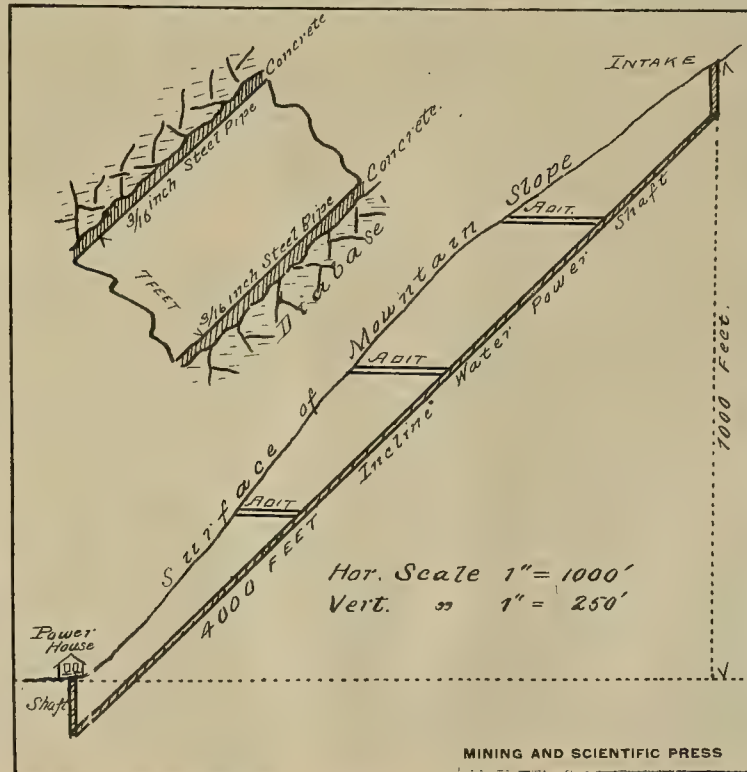 Concrete
3/16 inch Steel Pipe
Concrete.
3/16 inch Steel Pipe
7 FEET
Diabase
INTAKE
ADIT.
ADIT
ADIT
Surface of Mountain Slope
4000 FEET Incline Water Power Shaft
1000 Feet.
Hor. Scale 1" = 1000'
Vert. " 1" = 250'
Power
House
Shaft
MINING AND SCIENTIFIC PRESS